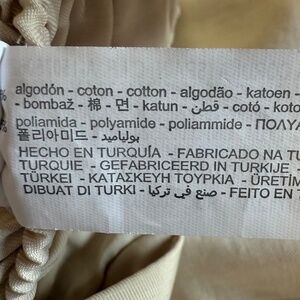 algodón - coton - cotton - algodão - katoen -
- bombaž - 棉 - 면 - katun - قطن - cotó - koto
poliamida - polyamide - poliammide - ΠΟΛΥΑ
폴리아미드 - بولياميد
HECHO EN TURQUÍA - FABRICADO NA TU
TURQUIE - GEFABRICEERD IN TURKIJE -
TÜRKEI - ΚΑΤΑΣΚΕΥΗ ΤΟΥΡΚΙΑ - ÜRETİM
DIBUAT DI TURKI - صنع في تركيا - FEITO EN T